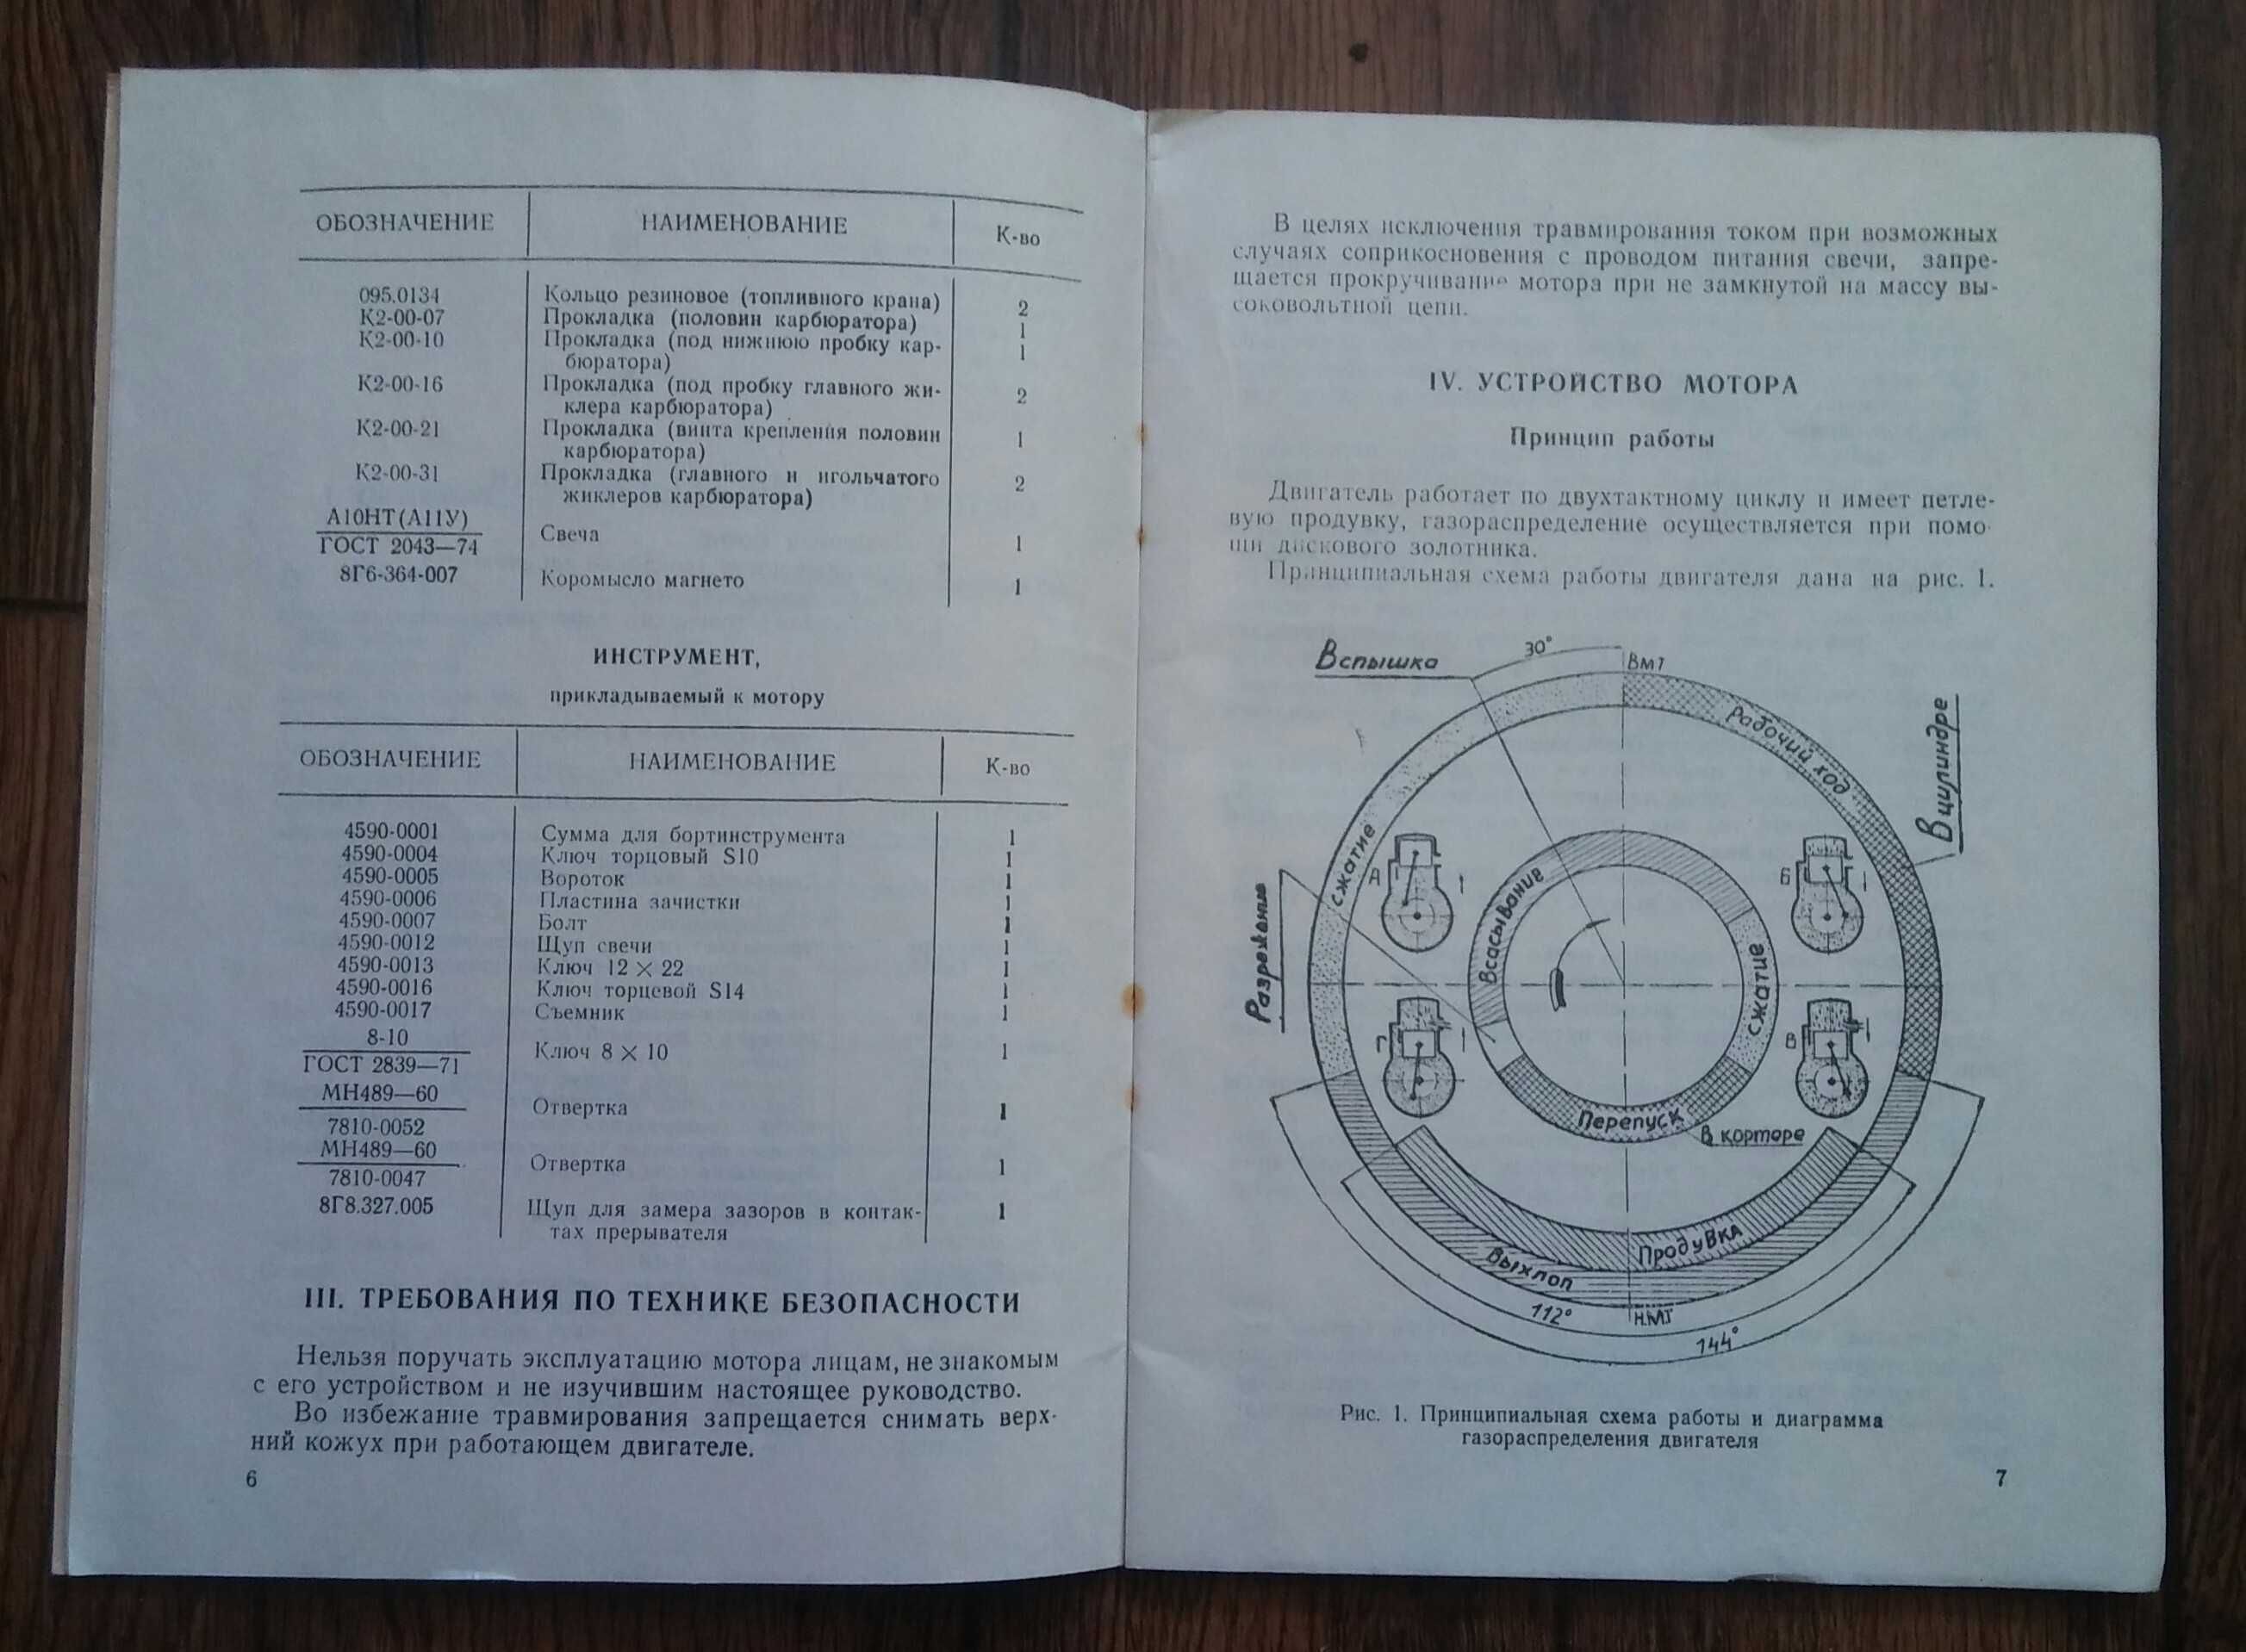 ОБОЗНАЧЕНИЕ НАИМЕНОВАНИЕ К-во
095.0134 Кольцо резиновое (топливного крана) 2
К2-00-07 Прокладка (половин карбюратора) 1
К2-00-10 Прокладка (под нижнюю пробку кар- 1
бюратора)
К2-00-16 Прокладка (под пробку главного жи-
клера карбюратора) 2
К2-00-21 Прокладка (винта крепления половин 1
карбюратора)
К2-00-31 Прокладка (главного и игольчатого 2
жиклеров карбюратора)
А10НТ(А11У)
Свеча 1
ГОСТ 2043—74
8Г6-364-007 Коромысло магнето 1
ИНСТРУМЕНТ,
прикладываемый к мотору
ОБОЗНАЧЕНИЕ НАИМЕНОВАНИЕ К-во
4590-0001 Сумма для бортинструмента 1
4590-0004 Ключ торцовый S10 1
4590-0005 Вороток 1
4590-0006 Пластина зачистки 1
4590-0007 Болт 1
4590-0012 Щуп свечи 1
4590-0013 Ключ 12 × 22 1
4590-0016 Ключ торцевой S14 1
4590-0017 Съемник 1
8-10
Ключ 8 × 10 1
ГОСТ 2839—71
МН489—60
Отвертка 1
7810-0052
МН489—60
Отвертка 1
7810-0047
8Г8.327.005 Щуп для замера зазоров в контак- 1
тах прерывателя
III. ТРЕБОВАНИЯ ПО ТЕХНИКЕ БЕЗОПАСНОСТИ
Нельзя поручать эксплуатацию мотора лицам, не знакомым
с его устройством и не изучившим настоящее руководство.
Во избежание травмирования запрещается снимать верх-
ний кожух при работающем двигателе.
6
В целях исключения травмирования током при возможных
случаях соприкосновения с проводом питания свечи, запре-
щается прокручивание мотора при не замкнутой на массу вы-
соковольтной цепи.
IV. УСТРОЙСТВО МОТОРА
Принцип работы
Двигатель работает по двухтактному циклу и имеет петле-
вую продувку, газораспределение осуществляется при помо-
щи дискового золотника.
Принципиальная схема работы двигателя дана на рис. 1.
Вспышка
30°
ВМТ
Рабочий ход
В цилиндре
сжатие
А
Б
Всасывание
Разрежение
сжатие
Г
В
Перепуск
В корторе
Продувка
Выхлоп
112°
Н.М.Т
144°
Рис. 1. Принципиальная схема работы и диаграмма
газораспределения двигателя
7